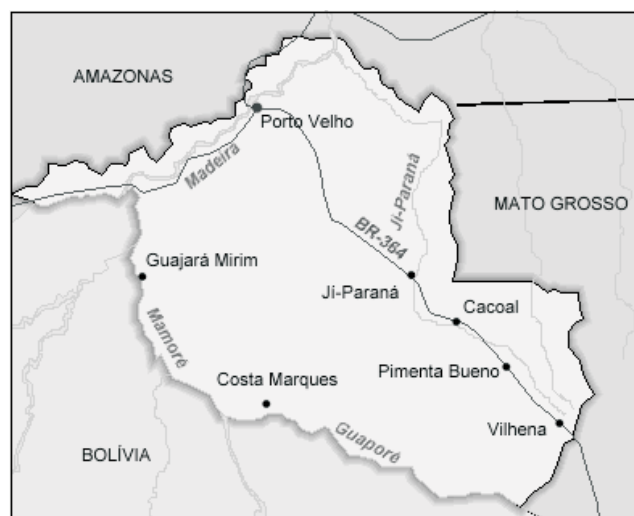 AMAZONAS
Porto Velho
Madeira
Ji-Paraná
MATO GROSSO
BR-364
Guajará Mirim
Jí-Paraná
Cacoal
Mamoré
Costa Marques
Pimenta Bueno
Guaporé
Vilhena
BOLÍVIA